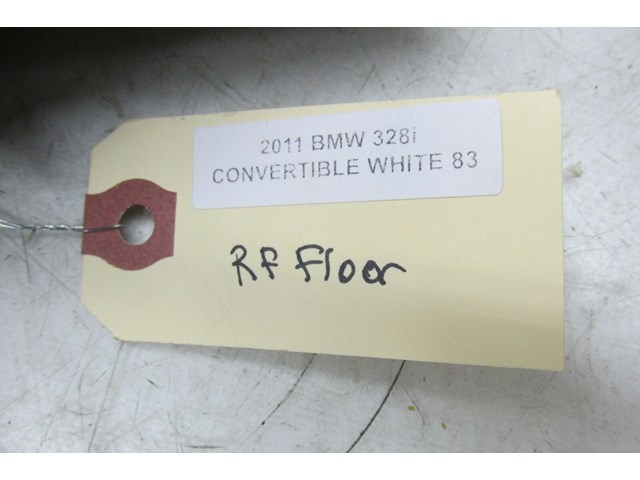 2011 BMW 328i
CONVERTIBLE WHITE 83
RF Floor